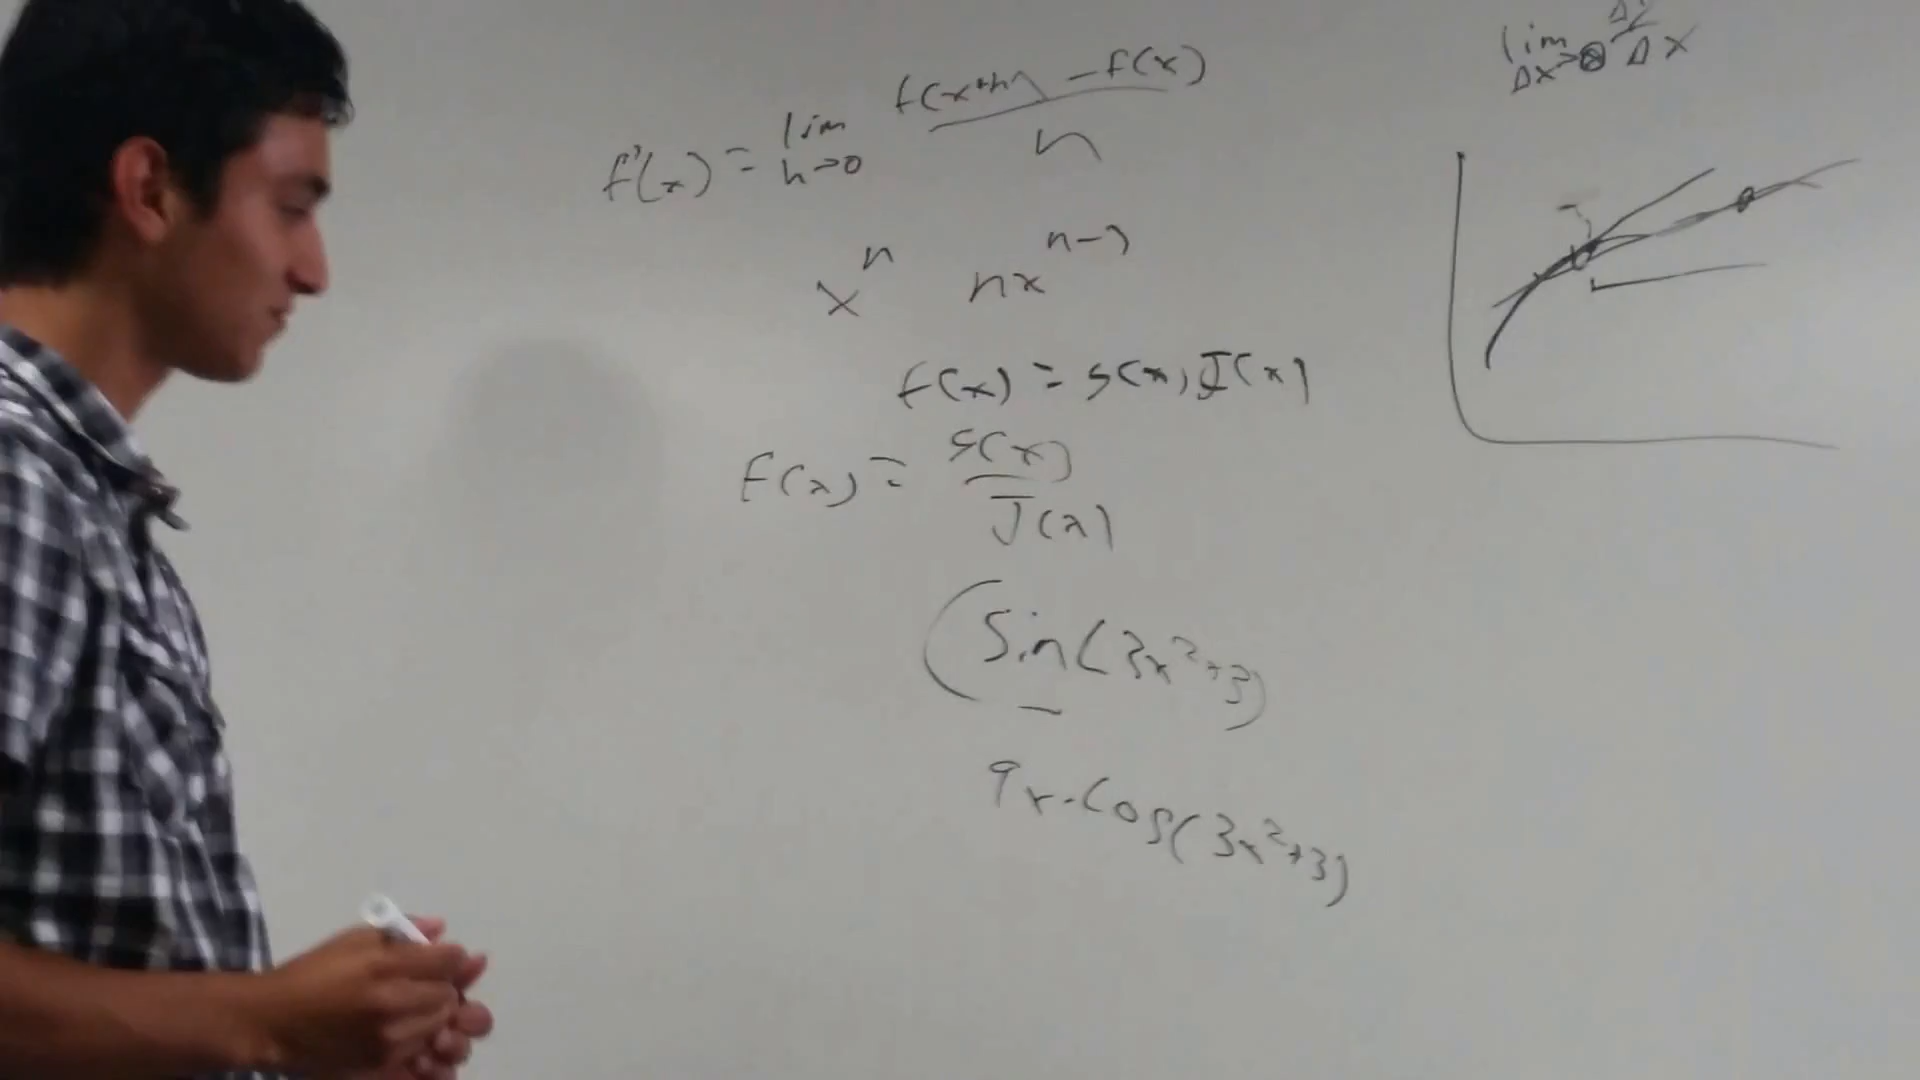 f'(x) = lim h→0 f(x+h) - f(x) / h
lim Δx→0 Δy / Δx
x^n nx^(n-1)
f(x) = s(x), J(x)
F(x) = s(x) / J(x)
(Sin(3x²+3)
9x·Cos(3x²+3)